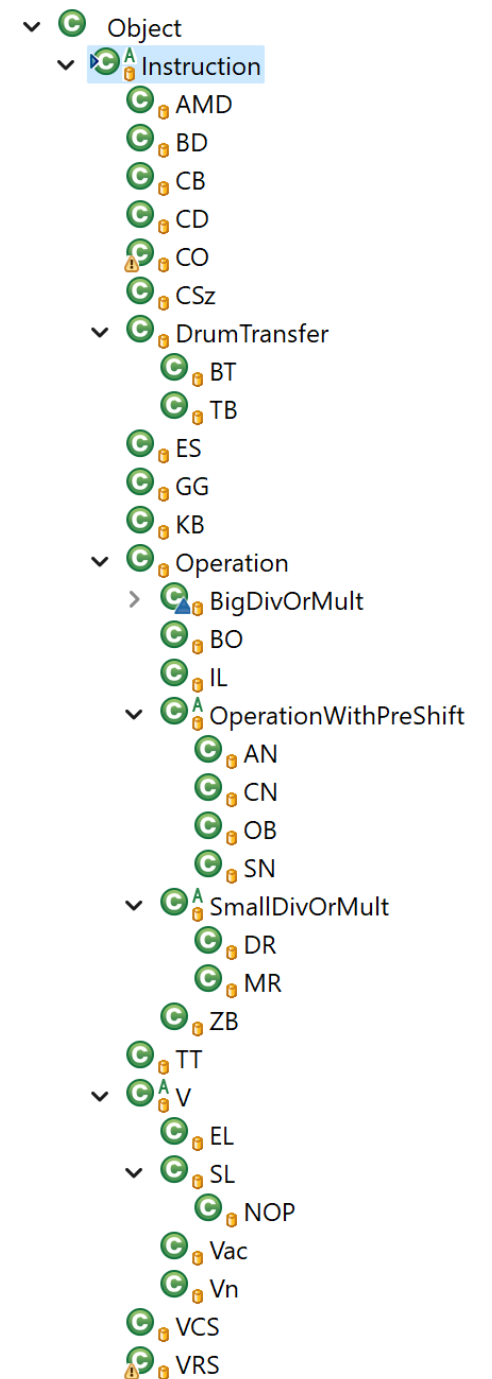 Object
Instruction
AMD
BD
CB
CD
CO
CSz
DrumTransfer
BT
TB
ES
GG
KB
Operation
BigDivOrMult
BO
IL
OperationWithPreShift
AN
CN
OB
SN
SmallDivOrMult
DR
MR
ZB
TT
V
EL
SL
NOP
Vac
Vn
VCS
VRS